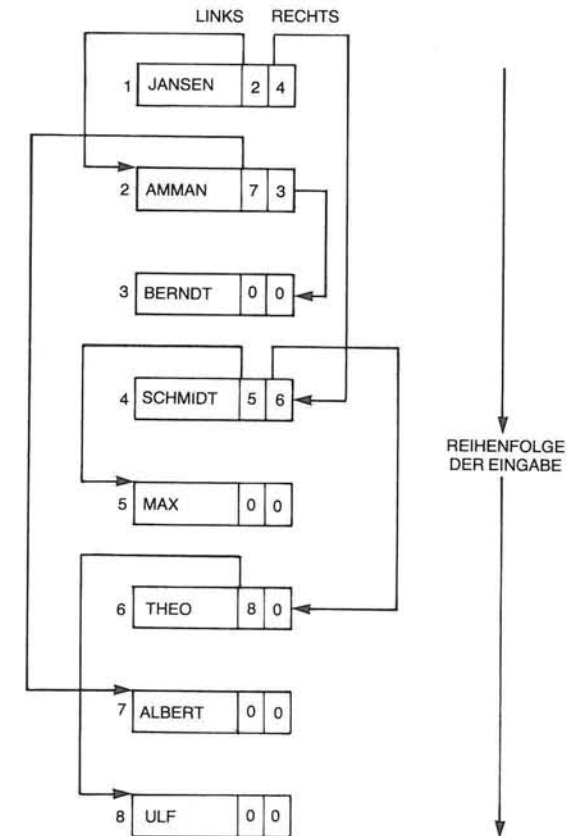 LINKS RECHTS
1 JANSEN 2 4
2 AMMAN 7 3
3 BERNDT 0 0
4 SCHMIDT 5 6
REIHENFOLGE
DER EINGABE
5 MAX 0 0
6 THEO 8 0
7 ALBERT 0 0
8 ULF 0 0